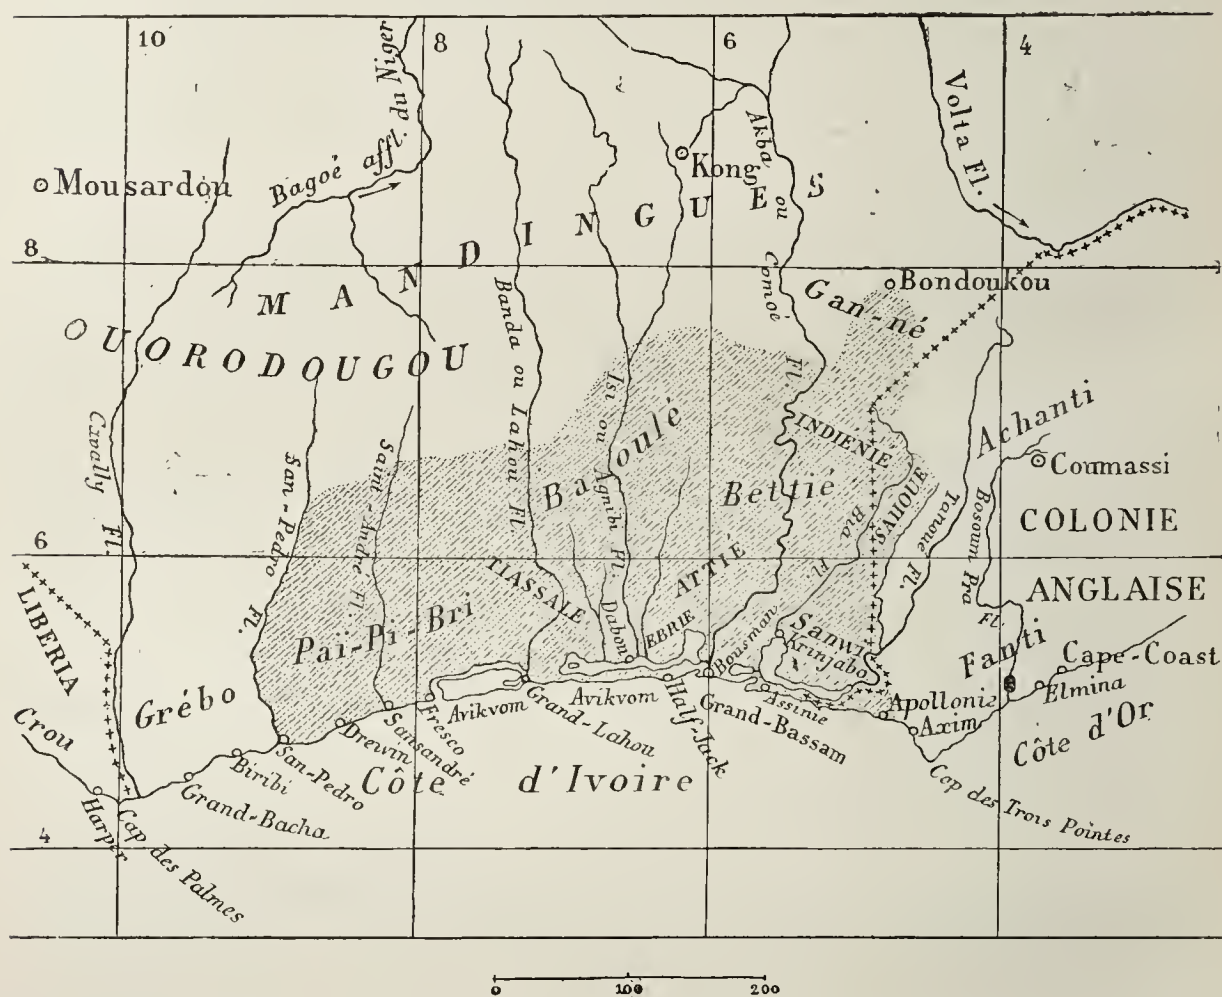 10
8
6
4
Mousardou
Bagoé affl. du Niger
Kong
Akba ou Comoé Fl.
Volta Fl.
8
MANDINGUES
Bondoukou
Gan-né
OUORODOUGOU
Cavally Fl.
San-Pedro Fl.
Saint-André Fl.
Banda ou Lahou Fl.
Isi ou Agnibi Fl.
Baoulé
Bettié
INDIÉNIÉ
SAHOUÉ
Bia Fl.
Tanoué Fl.
Achanti
Coumassi
Bosoum Pra Fl.
COLONIE
ANGLAISE
6
LIBERIA
Paï-Pi-Bri
TIASSALÉ
Dabou
ATTIÉ
EBRIÉ
Bousman
Sanwi
Krinjabo
Fanti
Cape-Coast
Elmina
Grébo
Crou
Harper
Cap des Palmes
Grand-Bacha
Biribi
San-Pedro
Drewin
Sansandré
Fresco
Avikvom
Grand-Lahou
Avikvom
Half-Jack
Grand-Bassam
Assinie
Apollonie
Axim
Cap des Trois Pointes
Côte d'Or
Côte d'Ivoire
4
0 100 200